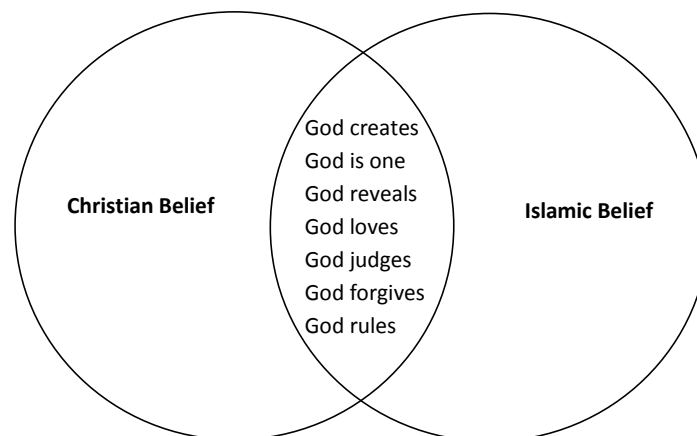 Christian Belief
God creates
God is one
God reveals
God loves
God judges
God forgives
God rules
Islamic Belief